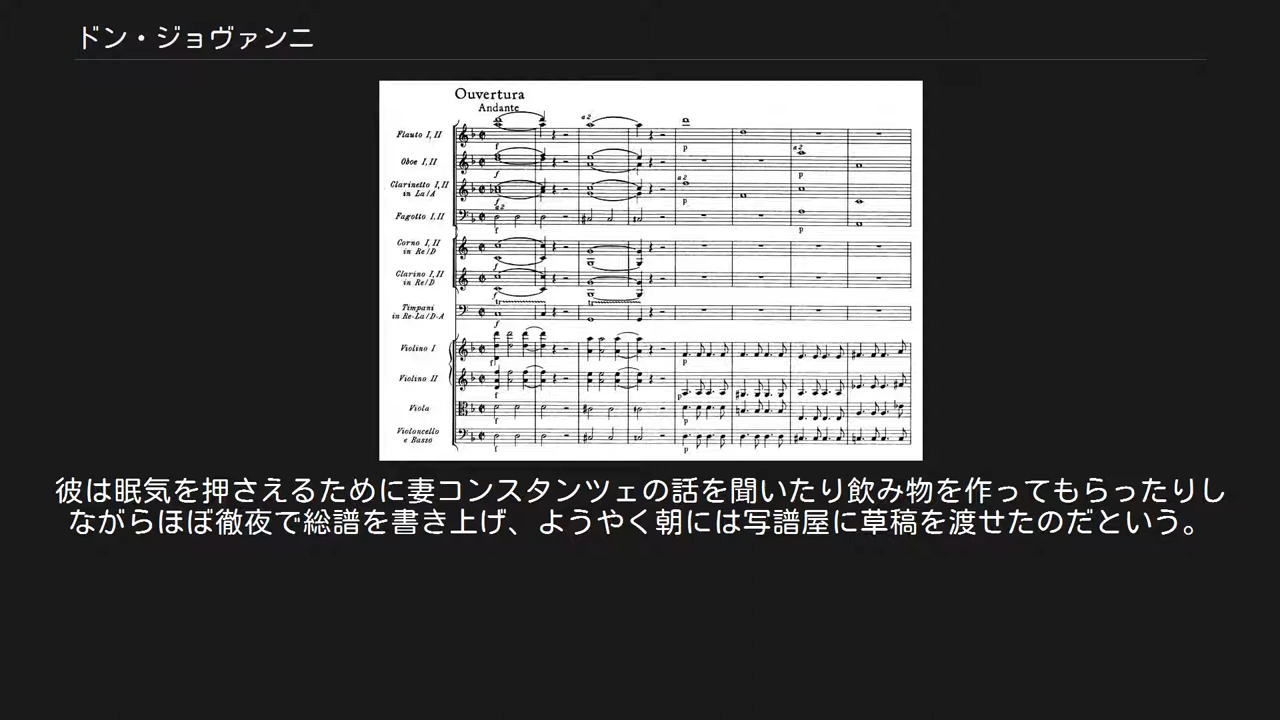 ドン・ジョヴァンニ
Ouvertura
Andante
Flauto I, II
Oboe I, II
Clarinetto I, II
in La/A
Fagotto I, II
Corno I, II
in Re/D
Clarino I, II
in Re/D
Timpani
in Re-La/D-A
Violino I
Violino II
Viola
Violoncello
e Basso
彼は眠気を押さえるために妻コンスタンツェの話を聞いたり飲み物を作ってもらったりし
ながらほぼ徹夜で総譜を書き上げ、ようやく朝には写譜屋に草稿を渡せたのだという。